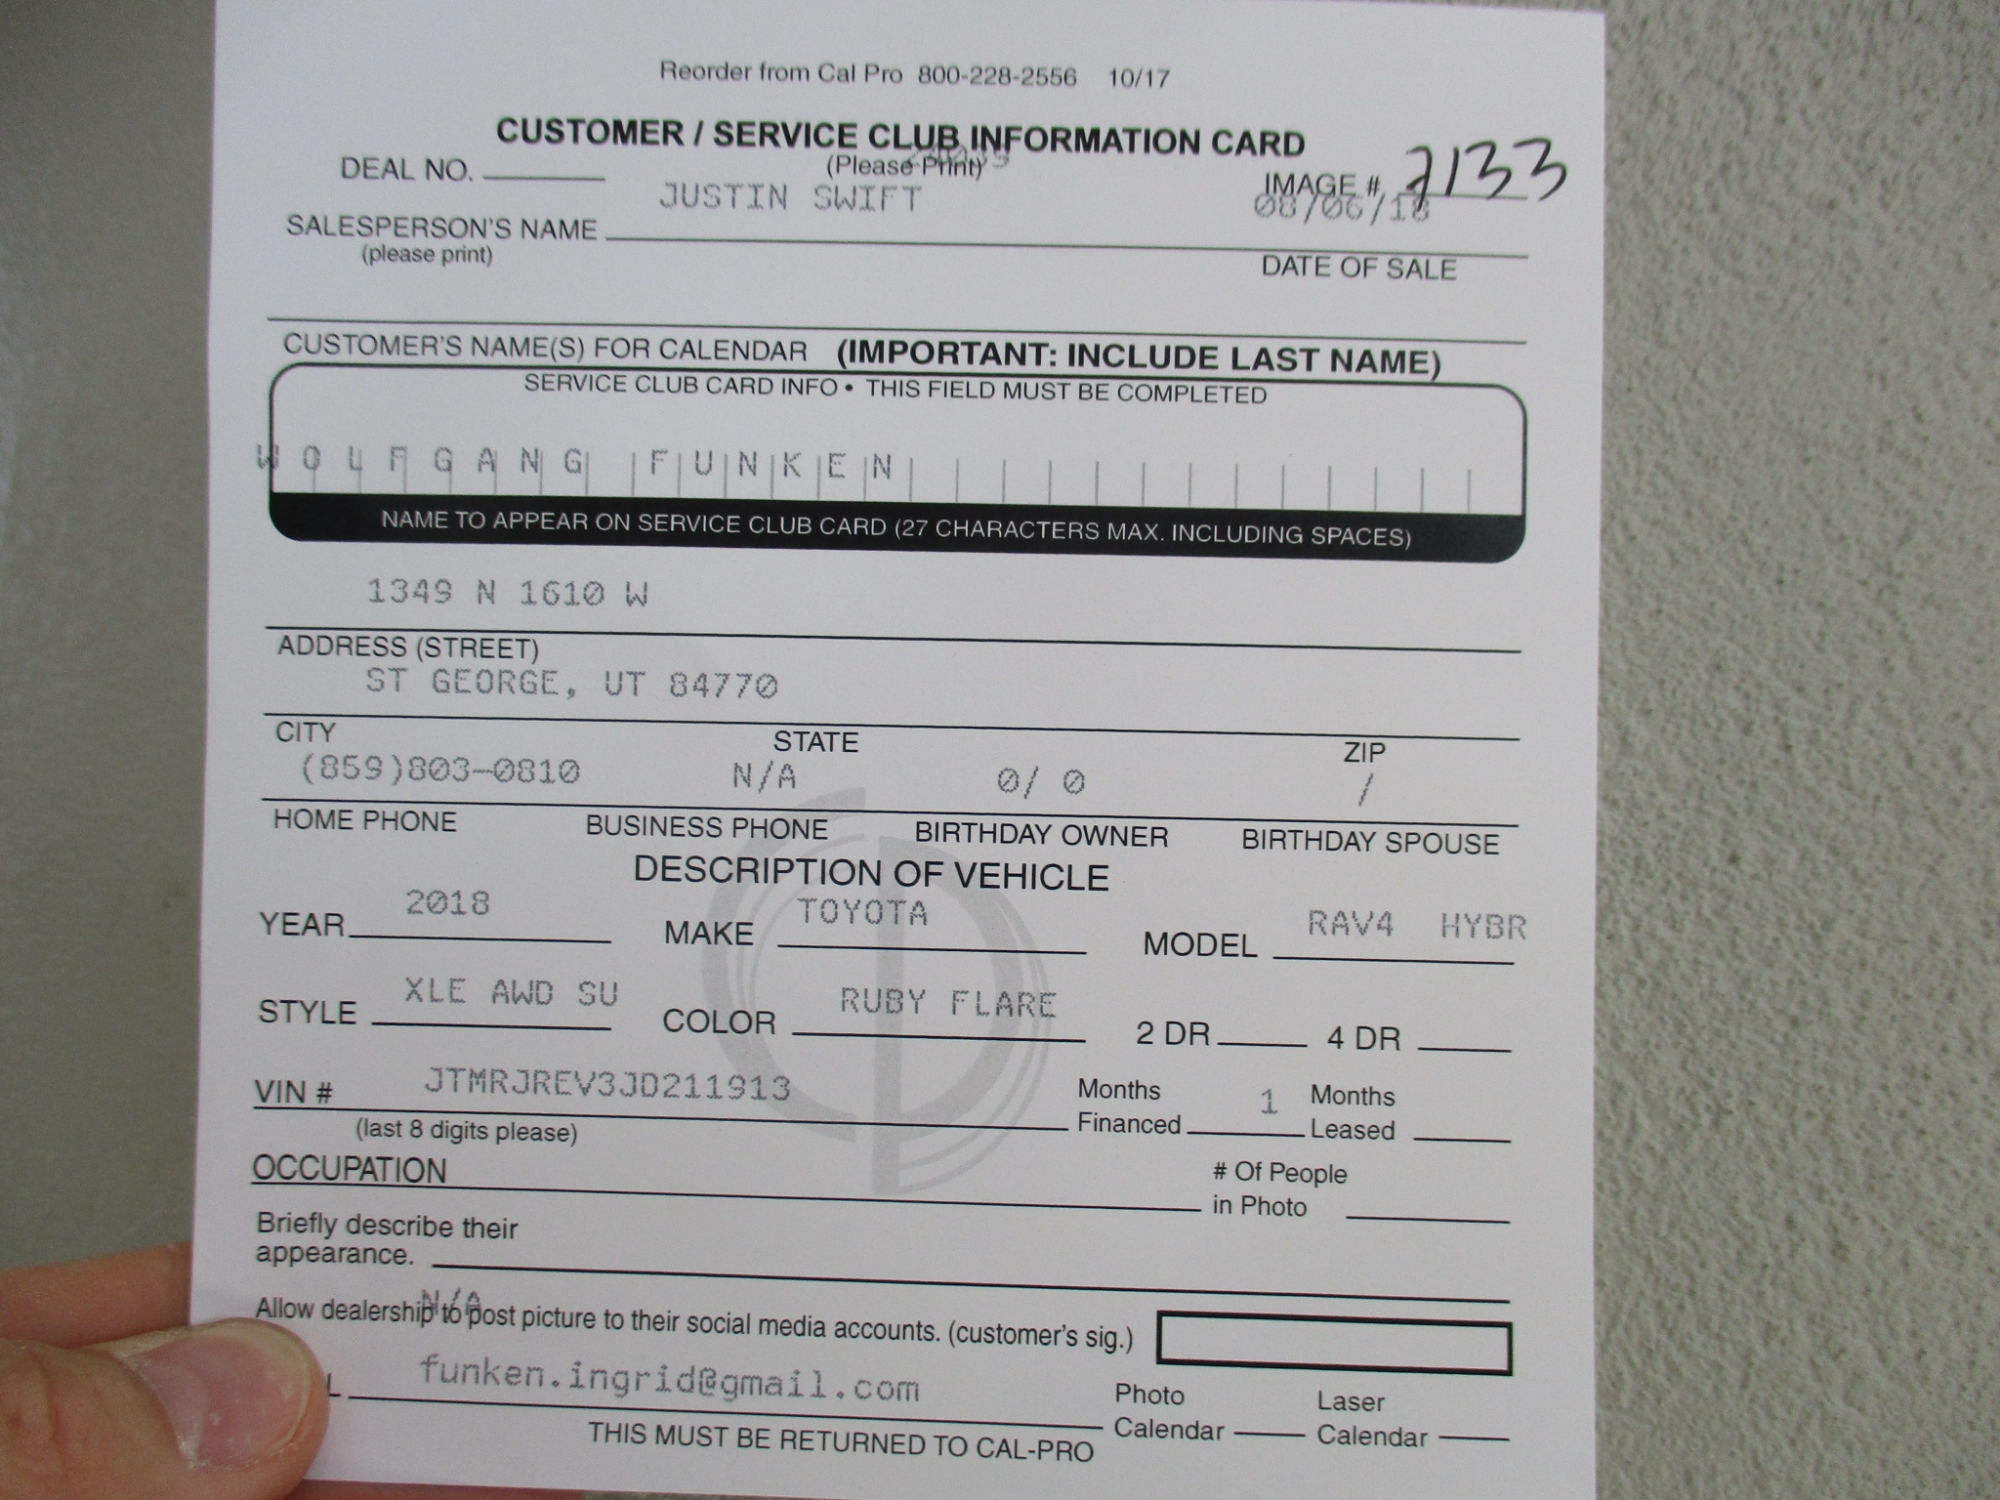 Reorder from Cal Pro 800-228-2556 10/17
CUSTOMER / SERVICE CLUB INFORMATION CARD
(Please Print)
DEAL NO.
IMAGE # 7133
JUSTIN SWIFT 08/06/18
SALESPERSON'S NAME
(please print)
DATE OF SALE
CUSTOMER'S NAME(S) FOR CALENDAR (IMPORTANT: INCLUDE LAST NAME)
SERVICE CLUB CARD INFO • THIS FIELD MUST BE COMPLETED
WOLFGANG FUNKEN
NAME TO APPEAR ON SERVICE CLUB CARD (27 CHARACTERS MAX. INCLUDING SPACES)
1349 N 1610 W
ADDRESS (STREET)
ST GEORGE, UT 84770
CITY STATE ZIP
(859)803-0810 N/A 0/ 0 /
HOME PHONE BUSINESS PHONE BIRTHDAY OWNER BIRTHDAY SPOUSE
DESCRIPTION OF VEHICLE
YEAR 2018 MAKE TOYOTA MODEL RAV4 HYBR
STYLE XLE AWD SU COLOR RUBY FLARE 2 DR 4 DR
VIN # JTMRJREV3JD211913 Months Financed 1 Months Leased
(last 8 digits please)
OCCUPATION # Of People in Photo
Briefly describe their
appearance.
N/A
Allow dealership to post picture to their social media accounts. (customer's sig.)
L funken.ingrid@gmail.com Photo Calendar Laser Calendar
THIS MUST BE RETURNED TO CAL-PRO